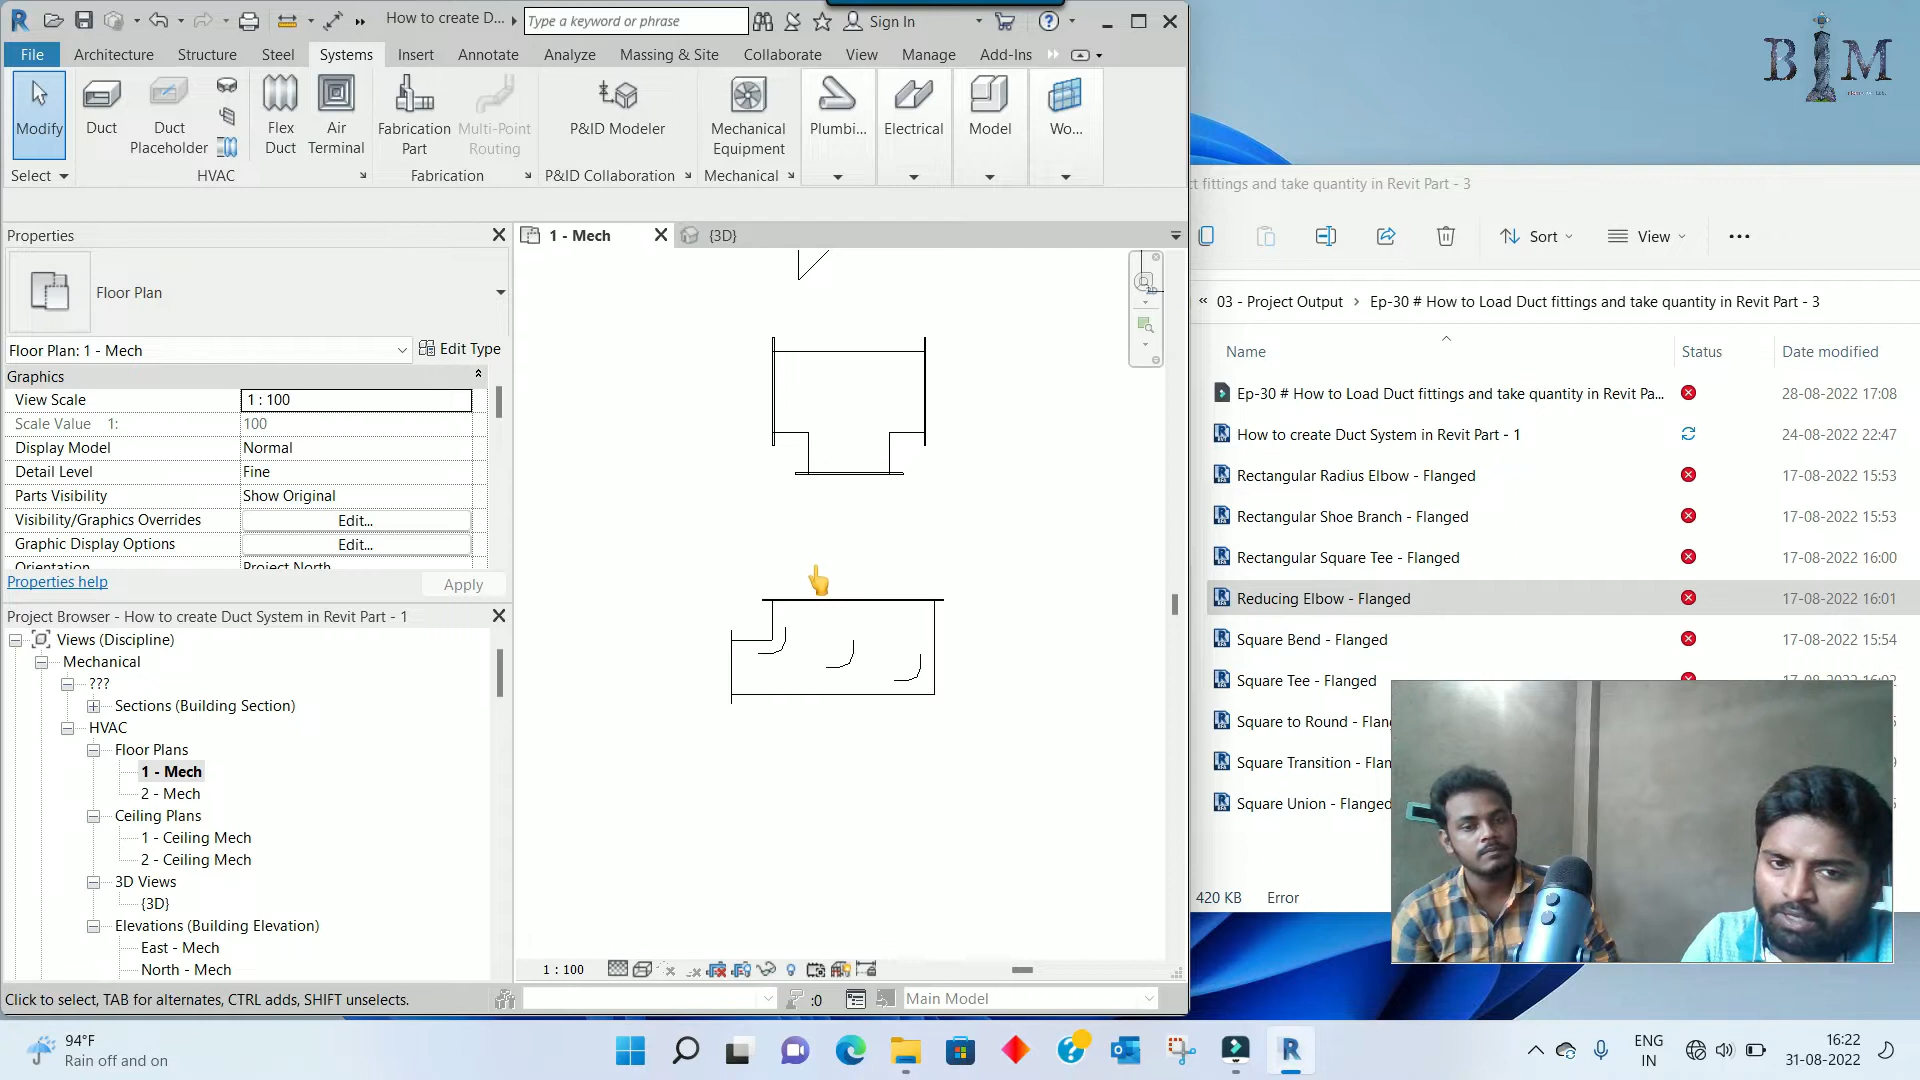 How to create D...
Type a keyword or phrase
Sign In
File Architecture Structure Steel Systems Insert Annotate Analyze Massing & Site Collaborate View Manage Add-Ins
Modify
Duct
Duct Placeholder
Flex Duct
Air Terminal
Fabrication Part
Multi-Point Routing
P&ID Modeler
Mechanical Equipment
Plumbi...
Electrical
Model
Wo...
Select HVAC Fabrication P&ID Collaboration Mechanical
Properties
1 - Mech
{3D}
Floor Plan
Floor Plan: 1 - Mech
Edit Type
Graphics
View Scale 1 : 100
Scale Value 1: 100
Display Model Normal
Detail Level Fine
Parts Visibility Show Original
Visibility/Graphics Overrides Edit...
Graphic Display Options Edit...
Orientation Project North
Properties help
Apply
Project Browser - How to create Duct System in Revit Part - 1
Views (Discipline)
Mechanical
???
Sections (Building Section)
HVAC
Floor Plans
1 - Mech
2 - Mech
Ceiling Plans
1 - Ceiling Mech
2 - Ceiling Mech
3D Views
{3D}
Elevations (Building Elevation)
East - Mech
North - Mech
1 : 100
Click to select, TAB for alternates, CTRL adds, SHIFT unselects.
:0
Main Model
BIM
ct fittings and take quantity in Revit Part - 3
Sort
View
03 - Project Output
Ep-30 # How to Load Duct fittings and take quantity in Revit Part - 3
Name Status Date modified
Ep-30 # How to Load Duct fittings and take quantity in Revit Pa... 28-08-2022 17:08
How to create Duct System in Revit Part - 1 24-08-2022 22:47
Rectangular Radius Elbow - Flanged 17-08-2022 15:53
Rectangular Shoe Branch - Flanged 17-08-2022 15:53
Rectangular Square Tee - Flanged 17-08-2022 16:00
Reducing Elbow - Flanged 17-08-2022 16:01
Square Bend - Flanged 17-08-2022 15:54
Square Tee - Flanged 17-08-2022 16:02
Square to Round - Flan
Square Transition - Flan
Square Union - Flanged
420 KB
Error
94°F
Rain off and on
ENG
IN
16:22
31-08-2022